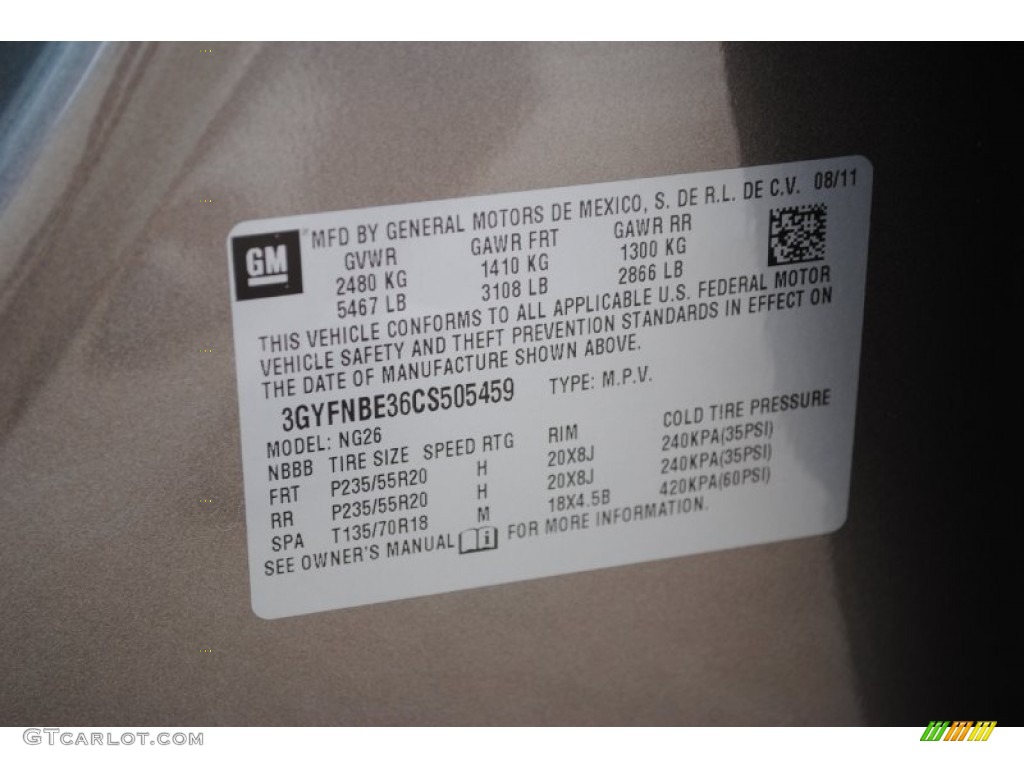 GM
MFD BY GENERAL MOTORS DE MEXICO, S. DE R.L. DE C.V. 08/11
GVWR GAWR FRT GAWR RR
2480 KG 1410 KG 1300 KG
5467 LB 3108 LB 2866 LB
THIS VEHICLE CONFORMS TO ALL APPLICABLE U.S. FEDERAL MOTOR
VEHICLE SAFETY AND THEFT PREVENTION STANDARDS IN EFFECT ON
THE DATE OF MANUFACTURE SHOWN ABOVE.
3GYFNBE36CS505459 TYPE: M.P.V.
MODEL: NG26
NBBB TIRE SIZE SPEED RTG RIM COLD TIRE PRESSURE
FRT P235/55R20 H 20X8J 240KPA(35PSI)
RR P235/55R20 H 20X8J 240KPA(35PSI)
SPA T135/70R18 M 18X4.5B 420KPA(60PSI)
SEE OWNER'S MANUAL i FOR MORE INFORMATION.
GTCarlot.com